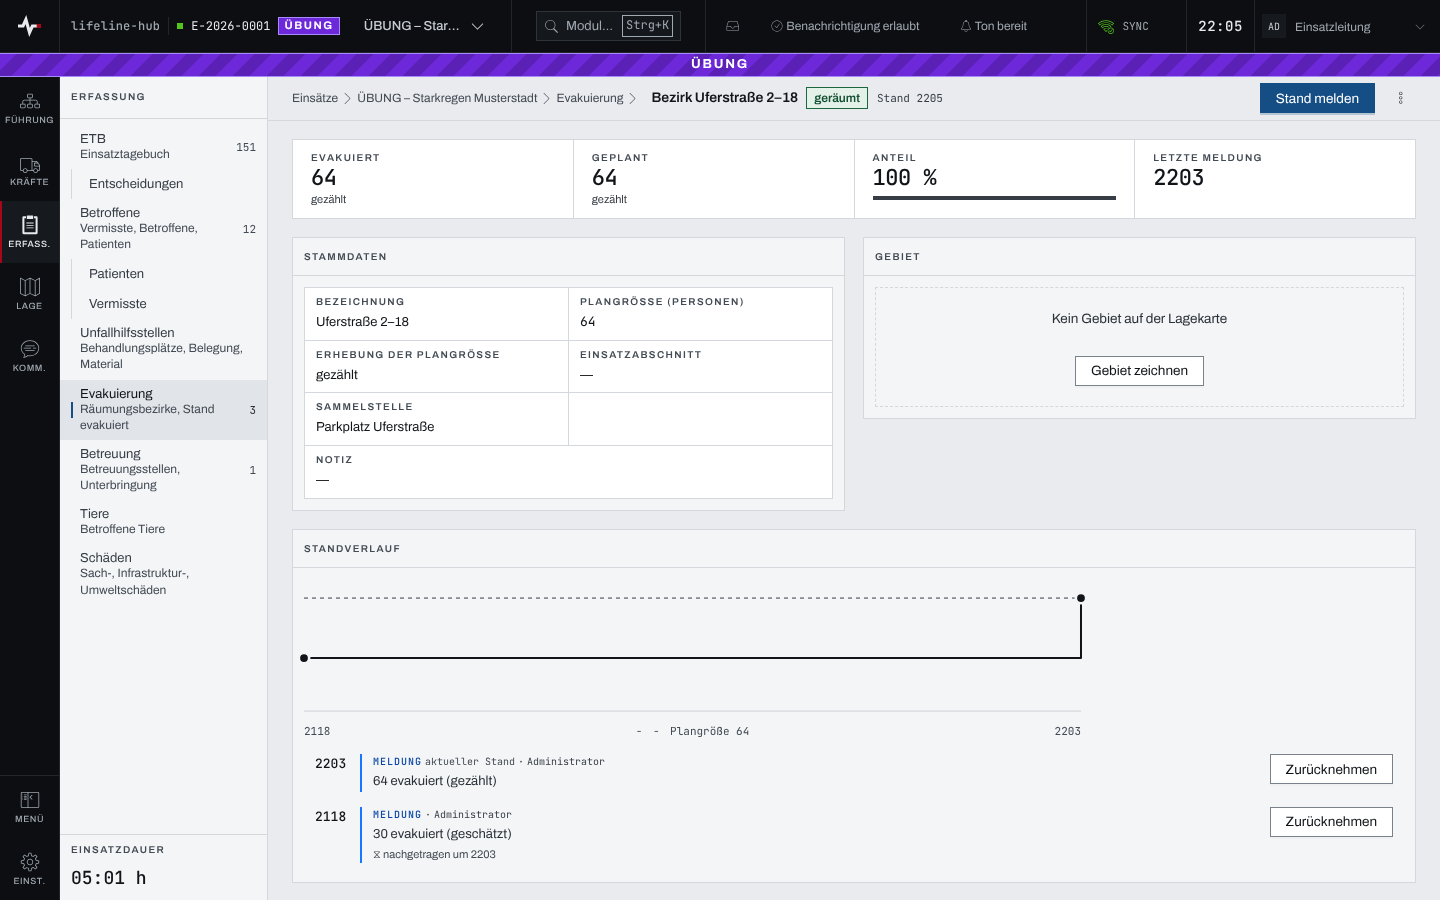 lifeline-hub E-2026-0001 ÜBUNG ÜBUNG – Star... Modul... Strg+K Benachrichtigung erlaubt Ton bereit SYNC 22:05 AD Einsatzleitung
ÜBUNG
FÜHRUNG
KRÄFTE
ERFASS.
LAGE
KOMM.
MENÜ
EINST.
ERFASSUNG
ETB
Einsatztagebuch
151
Entscheidungen
Betroffene
Vermisste, Betroffene,
Patienten
12
Patienten
Vermisste
Unfallhilfsstellen
Behandlungsplätze, Belegung,
Material
Evakuierung
Räumungsbezirke, Stand
evakuiert
3
Betreuung
Betreuungsstellen,
Unterbringung
1
Tiere
Betroffene Tiere
Schäden
Sach-, Infrastruktur-,
Umweltschäden
EINSATZDAUER
05:01 h
Einsätze ÜBUNG – Starkregen Musterstadt Evakuierung Bezirk Uferstraße 2–18 geräumt Stand 2205 Stand melden
EVAKUIERT
64
gezählt
GEPLANT
64
gezählt
ANTEIL
100 %
LETZTE MELDUNG
2203
STAMMDATEN
BEZEICHNUNG
Uferstraße 2–18
PLANGRÖSSE (PERSONEN)
64
ERHEBUNG DER PLANGRÖSSE
gezählt
EINSATZABSCHNITT
—
SAMMELSTELLE
Parkplatz Uferstraße
NOTIZ
—
GEBIET
Kein Gebiet auf der Lagekarte
Gebiet zeichnen
STANDVERLAUF
2118 - - Plangröße 64 2203
2203 MELDUNG aktueller Stand · Administrator
64 evakuiert (gezählt)
Zurücknehmen
2118 MELDUNG · Administrator
30 evakuiert (geschätzt)
nachgetragen um 2203
Zurücknehmen